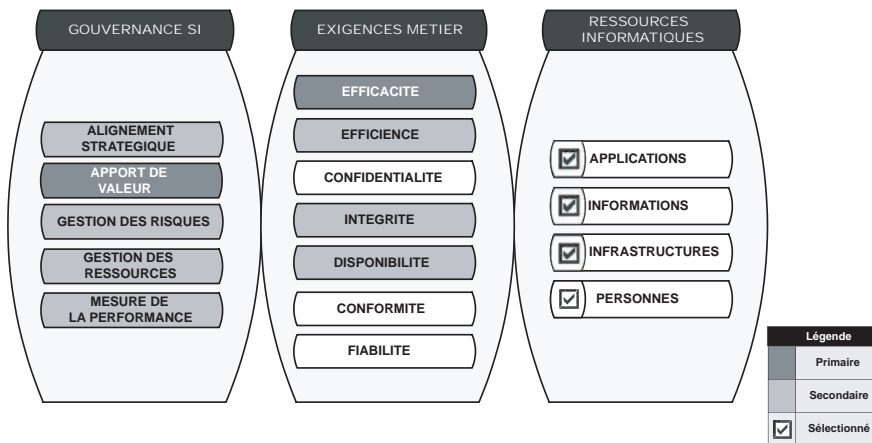 GOUVERNANCE SI
ALIGNEMENT
STRATEGIQUE
APPORT DE
VALEUR
GESTION DES RISQUES
GESTION DES
RESSOURCES
MESURE DE
LA PERFORMANCE
EXIGENCES METIER
EFFICACITE
EFFICIENCE
CONFIDENTIALITE
INTEGRITE
DISPONIBILITE
CONFORMITE
FIABILITE
RESSOURCES
INFORMATIQUES
APPLICATIONS
INFORMATIONS
INFRASTRUCTURES
PERSONNES
Légende
Primaire
Secondaire
Sélectionné